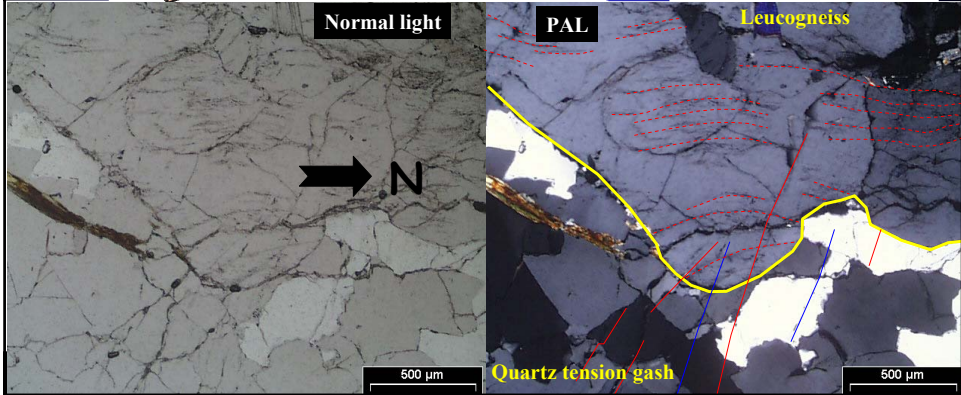 Normal light
PAL
Leucogneiss
N
Quartz tension gash
500 µm
500 µm